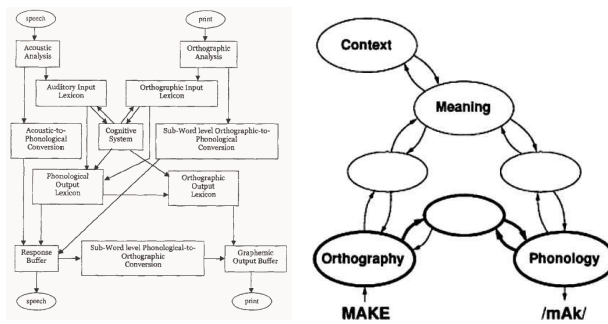 speech
print
Acoustic
Analysis
Orthographic
Analysis
Auditory Input
Lexicon
Orthographic Input
Lexicon
Acoustic-to-
Phonological
Conversion
Cognitive
System
Sub-Word level Orthographic-to-
Phonological
Conversion
Phonological
Output
Lexicon
Orthographic
Output
Lexicon
Response
Buffer
Sub-Word level Phonological-to-
Orthographic
Conversion
Graphemic
Output Buffer
speech
print
Context
Meaning
Orthography
Phonology
MAKE
/mAk/